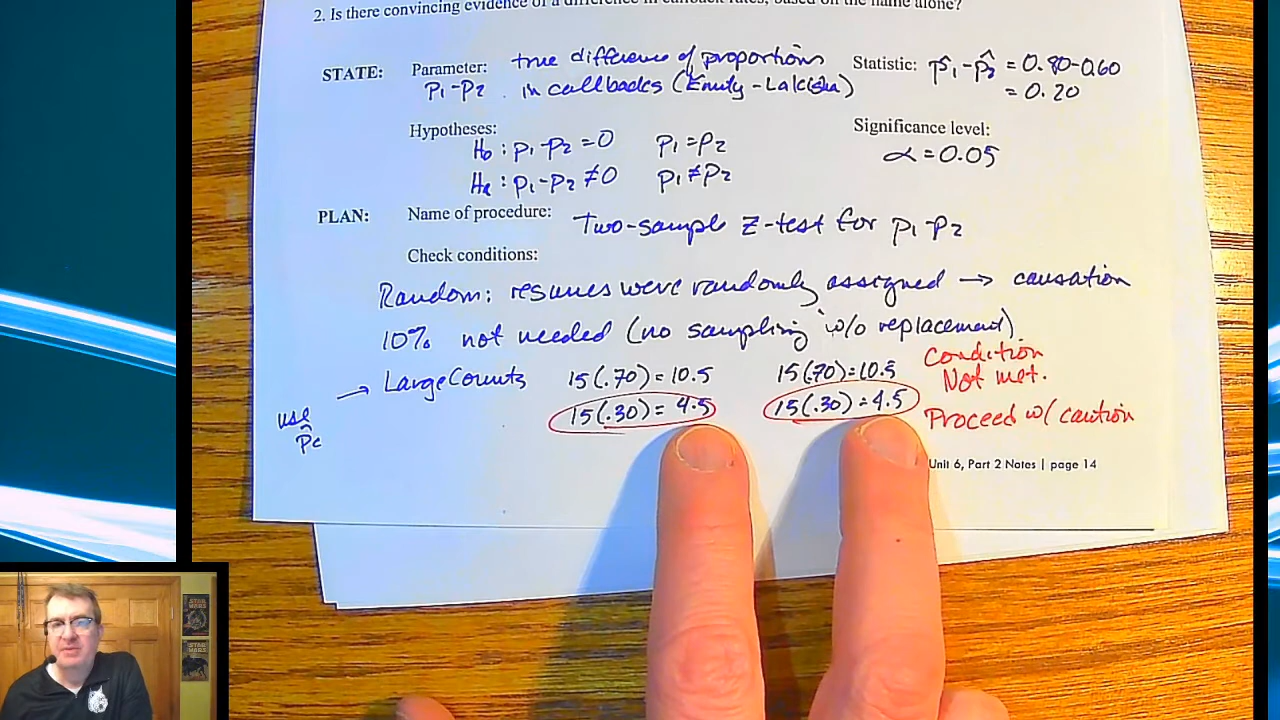 2. Is there convincing evidence of a difference in callback rates, based on the name alone?
STATE: Parameter: true difference of proportions Statistic: p̂₁-p̂₂ = 0.80-0.60
p₁-p₂ in callbacks (Emily-Lakisha) = 0.20
Hypotheses: Significance level:
H₀: p₁-p₂=0 p₁=p₂ α=0.05
Hₐ: p₁-p₂≠0 p₁≠p₂
PLAN: Name of procedure: Two-sample z-test for p₁-p₂
Check conditions:
Random: resumes were randomly assigned → causation
10% not needed (no sampling w/o replacement)
→ Large Counts 15(.70)=10.5 15(.70)=10.5 Condition Not met.
use p̂c 15(.30)=4.5 15(.30)=4.5 Proceed w/ caution
Unit 6, Part 2 Notes | page 14
STAR WARS
STAR WARS